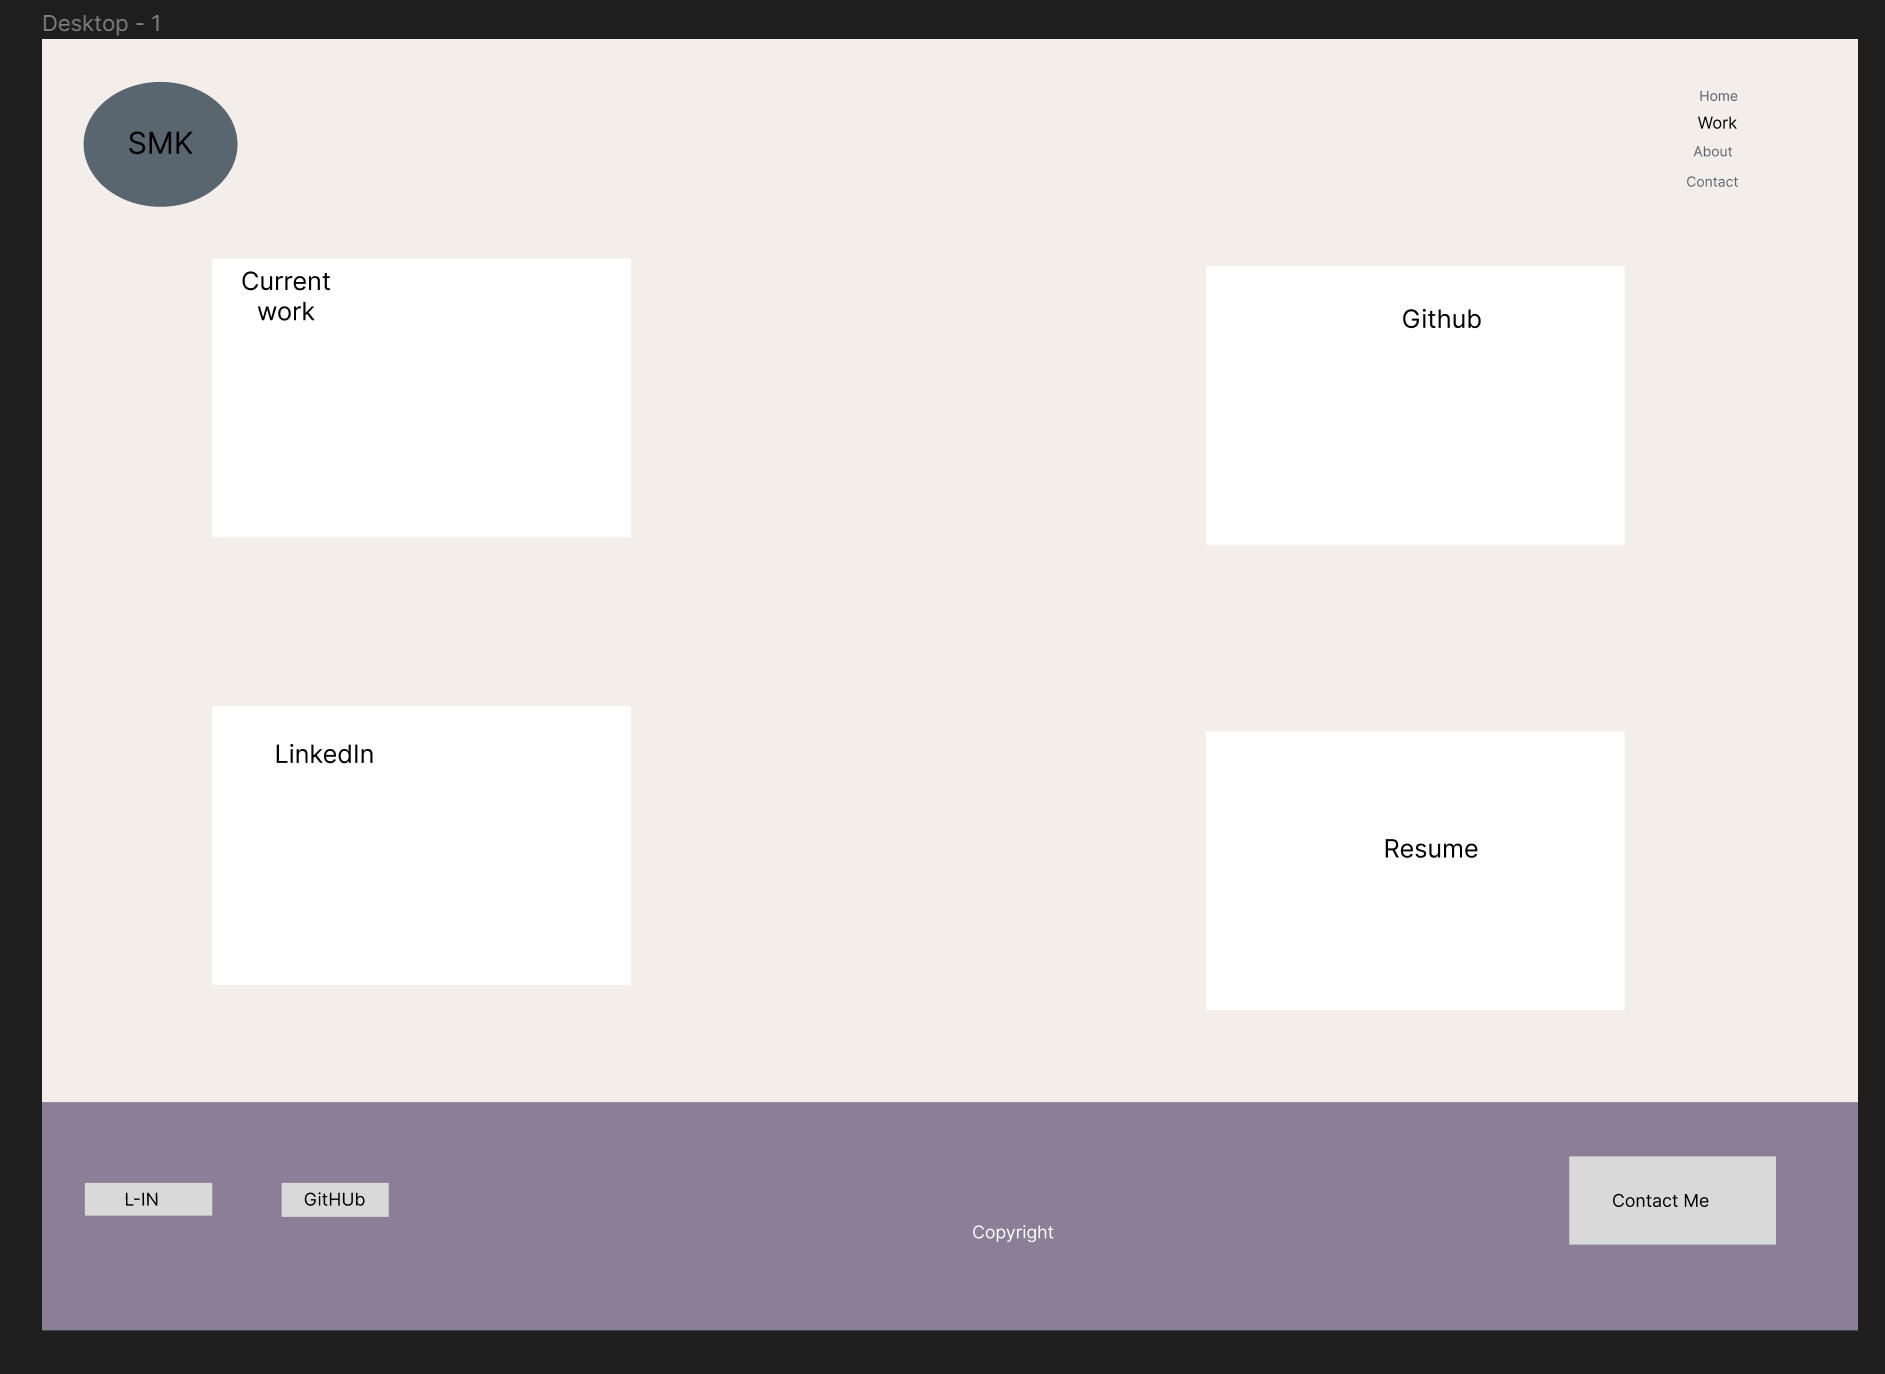 Desktop - 1
SMK
Home
Work
About
Contact
Current
work
Github
LinkedIn
Resume
L-IN
GitHUb
Copyright
Contact Me